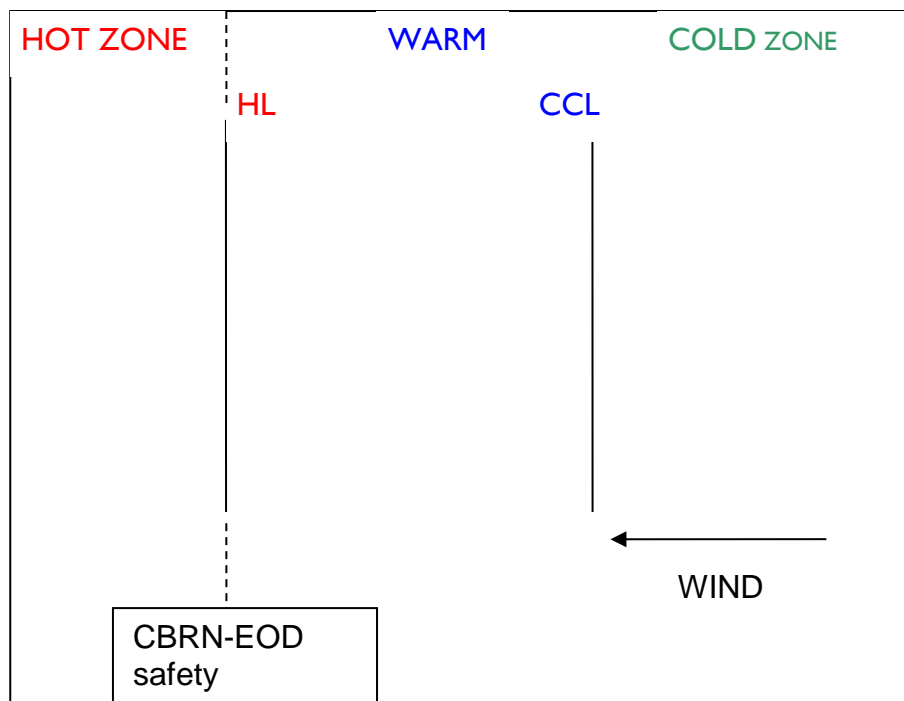 HOT ZONE WARM COLD ZONE
HL CCL
WIND
CBRN-EOD
safety